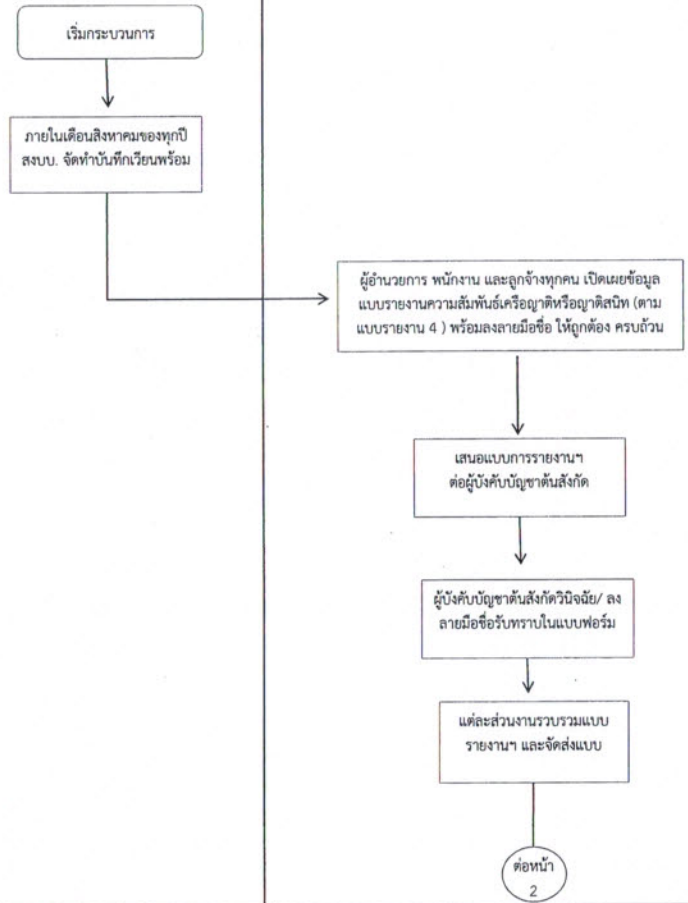 เริ่มกระบวนการ
ภายในเดือนสิงหาคมของทุกปี
สงบบ. จัดทำบันทึกเวียนพร้อม
ผู้อำนวยการ พนักงาน และลูกจ้างทุกคน เปิดเผยข้อมูล
แบบรายงานความสัมพันธ์เครือญาติหรือญาติสนิท (ตาม
แบบรายงาน 4 ) พร้อมลงลายมือชื่อ ให้ถูกต้อง ครบถ้วน
เสนอแบบการรายงานฯ
ต่อผู้บังคับบัญชาต้นสังกัด
ผู้บังคับบัญชาต้นสังกัดวินิจฉัย/ ลง
ลายมือชื่อรับทราบในแบบฟอร์ม
แต่ละส่วนงานรวบรวมแบบ
รายงานฯ และจัดส่งแบบ
ต่อหน้า
2